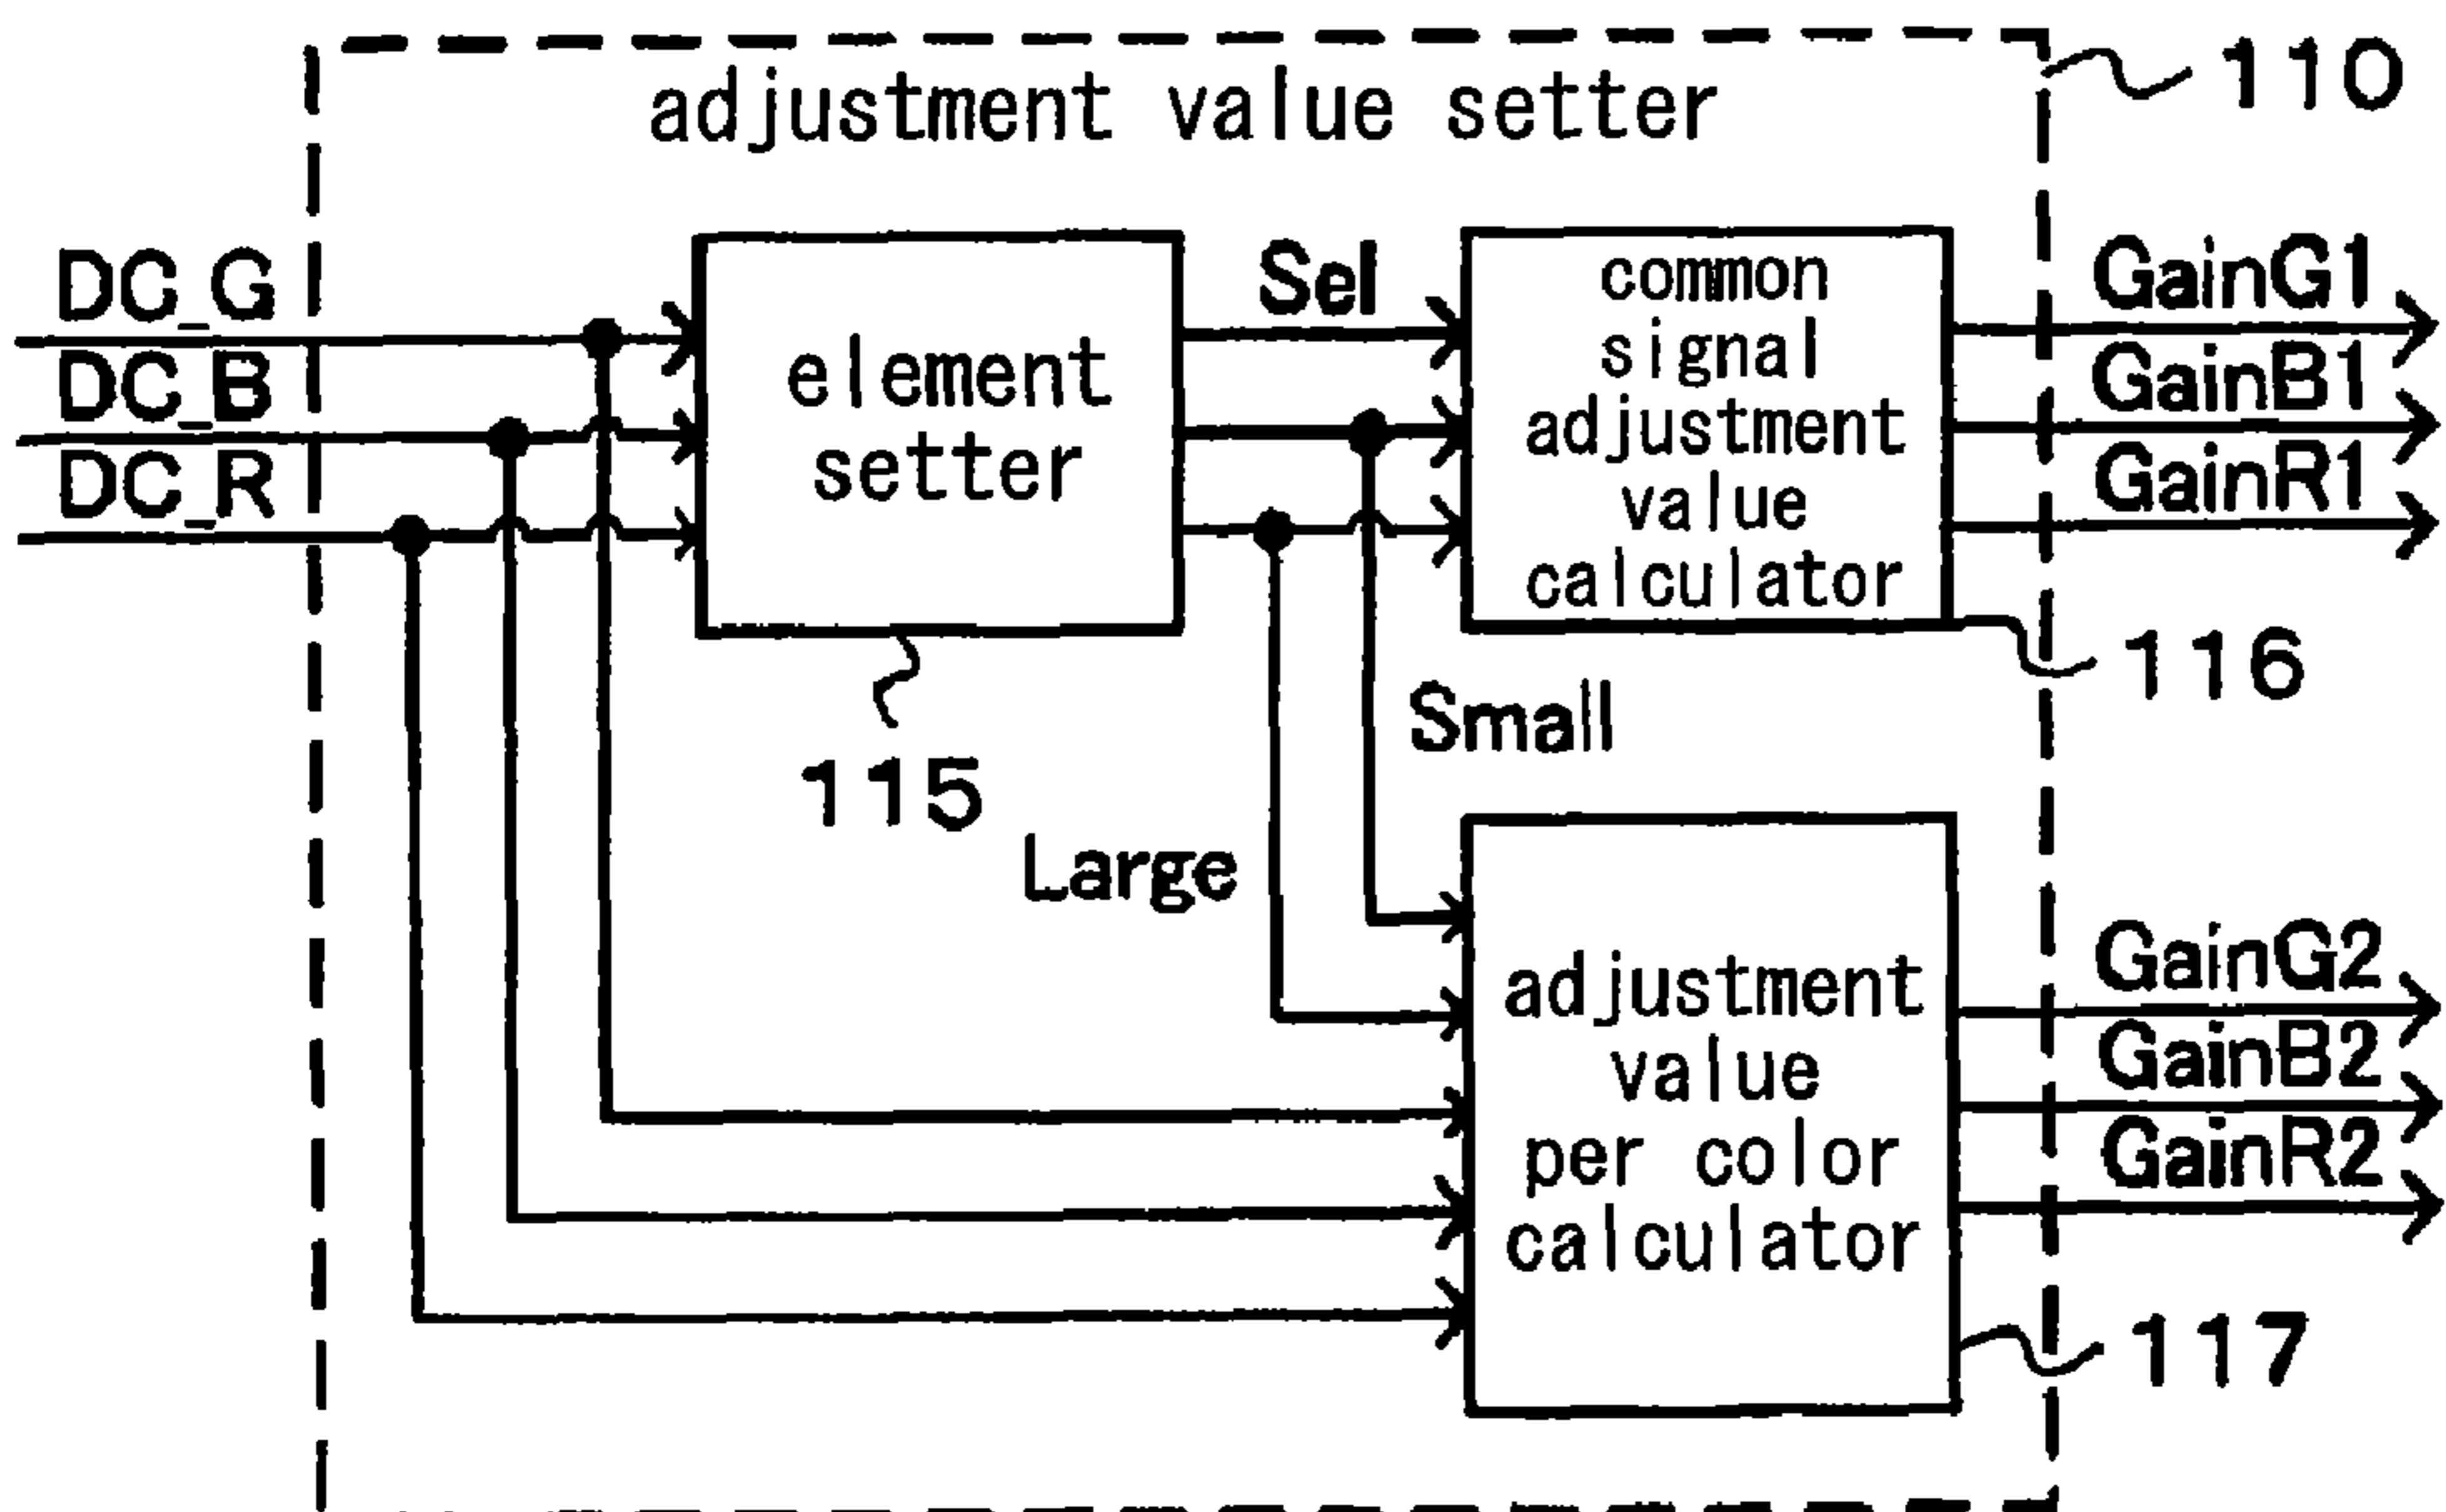 adjustment value setter
110
DC_G
DC_B
DC_R
element
setter
115
Sel
Small
Large
common
signal
adjustment
value
calculator
116
GainG1
GainB1
GainR1
adjustment
value
per color
calculator
117
GainG2
GainB2
GainR2